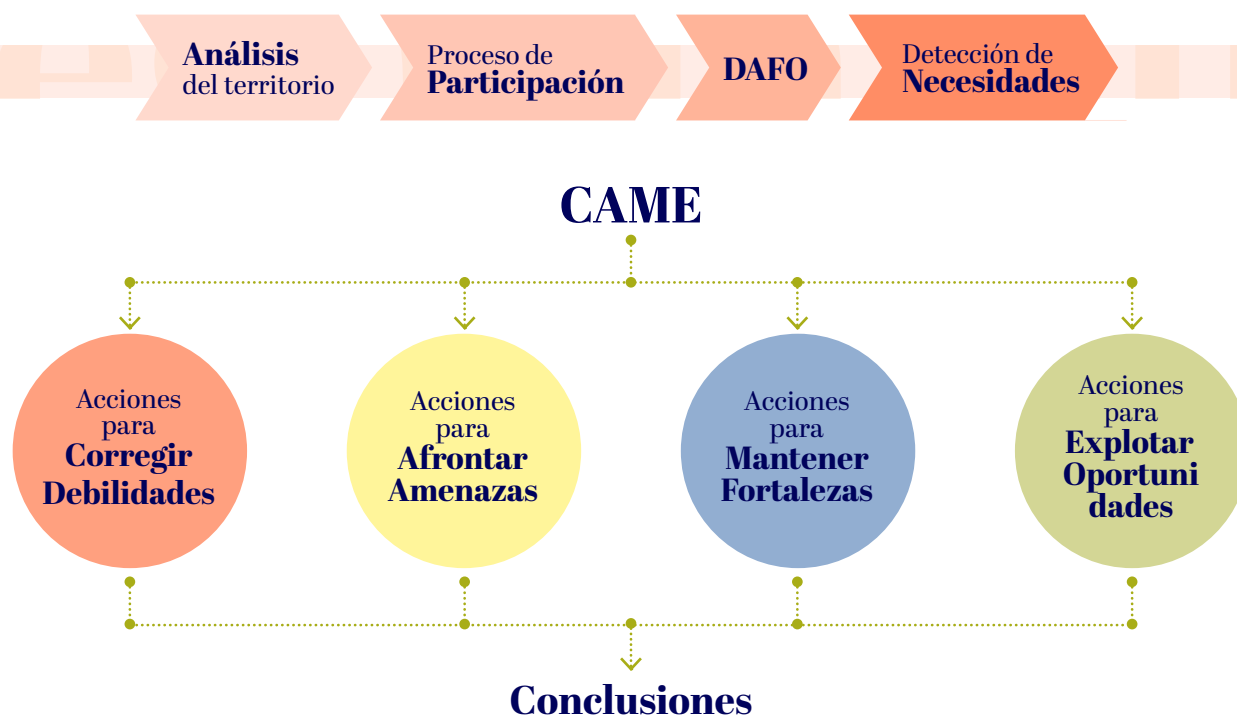 Análisis
del territorio
Proceso de
Participación
DAFO
Detección de
Necesidades
CAME
Acciones
para
Corregir
Debilidades
Acciones
para
Afrontar
Amenazas
Acciones
para
Mantener
Fortalezas
Acciones
para
Explotar
Oportuni
dades
Conclusiones